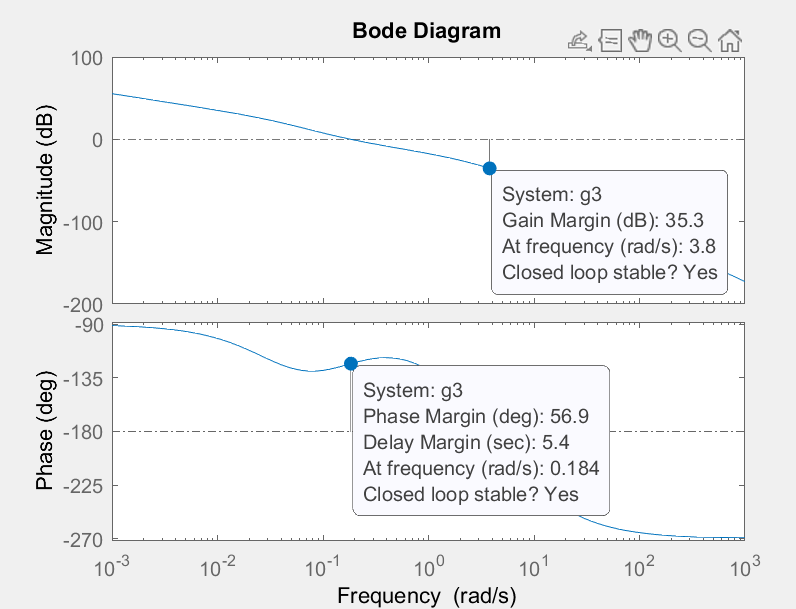 Bode Diagram
Magnitude (dB)
100
0
-100
-200
System: g3
Gain Margin (dB): 35.3
At frequency (rad/s): 3.8
Closed loop stable? Yes
Phase (deg)
-90
-135
-180
-225
-270
System: g3
Phase Margin (deg): 56.9
Delay Margin (sec): 5.4
At frequency (rad/s): 0.184
Closed loop stable? Yes
10^-3 10^-2 10^-1 10^0 10^1 10^2 10^3
Frequency (rad/s)